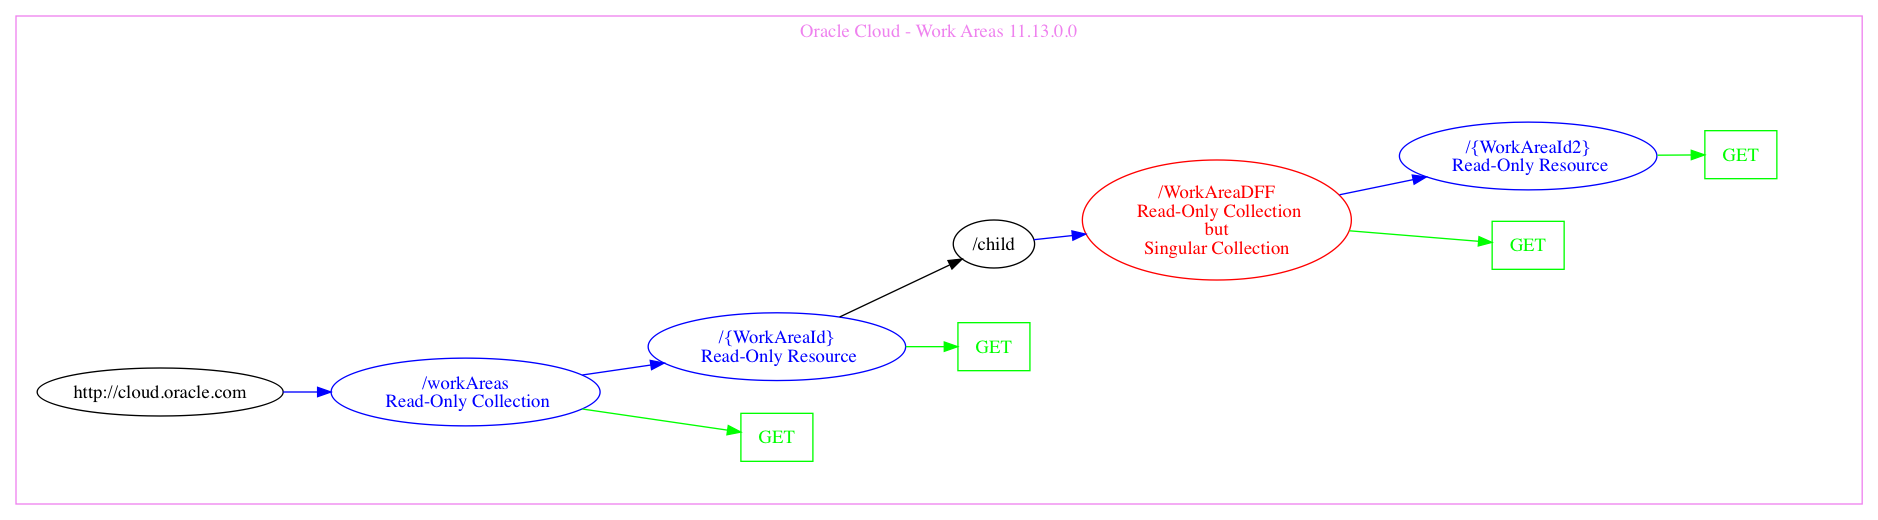 Oracle Cloud - Work Areas 11.13.0.0
http://cloud.oracle.com
/workAreas
Read-Only Collection
GET
/{WorkAreaId}
Read-Only Resource
GET
/child
/WorkAreaDFF
Read-Only Collection
but
Singular Collection
GET
/{WorkAreaId2}
Read-Only Resource
GET